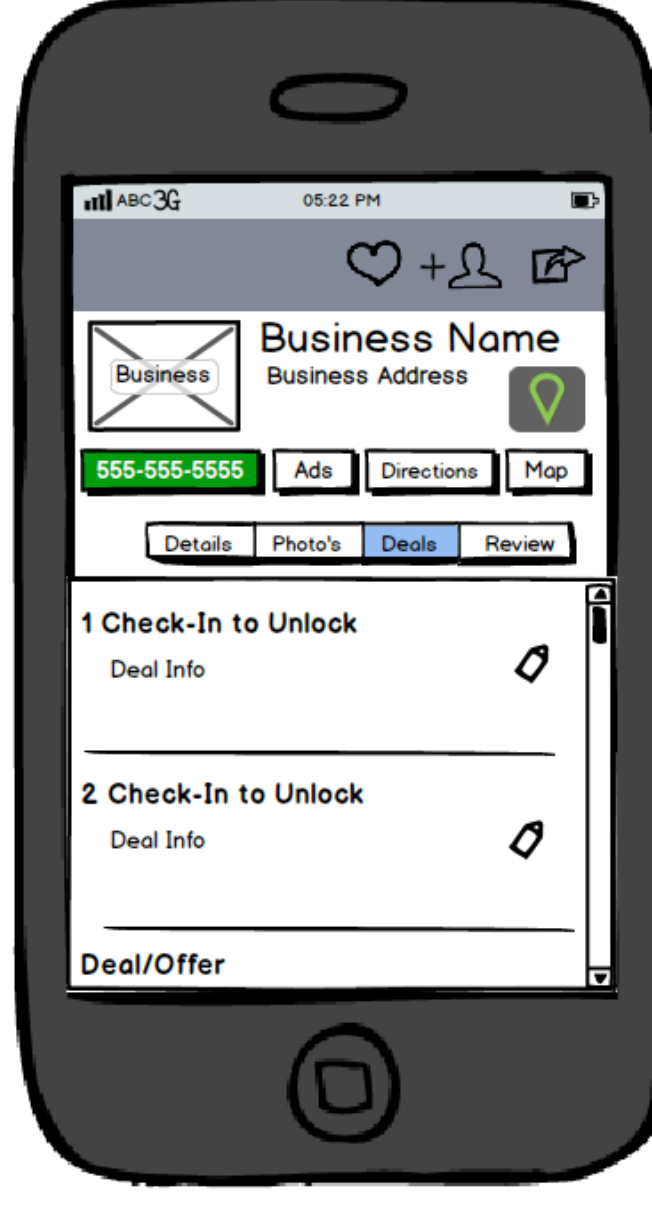 ABC 3G 05:22 PM
Business Name
Business
Business Address
555-555-5555 Ads Directions Map
Details Photo's Deals Review
1 Check-In to Unlock
Deal Info
2 Check-In to Unlock
Deal Info
Deal/Offer